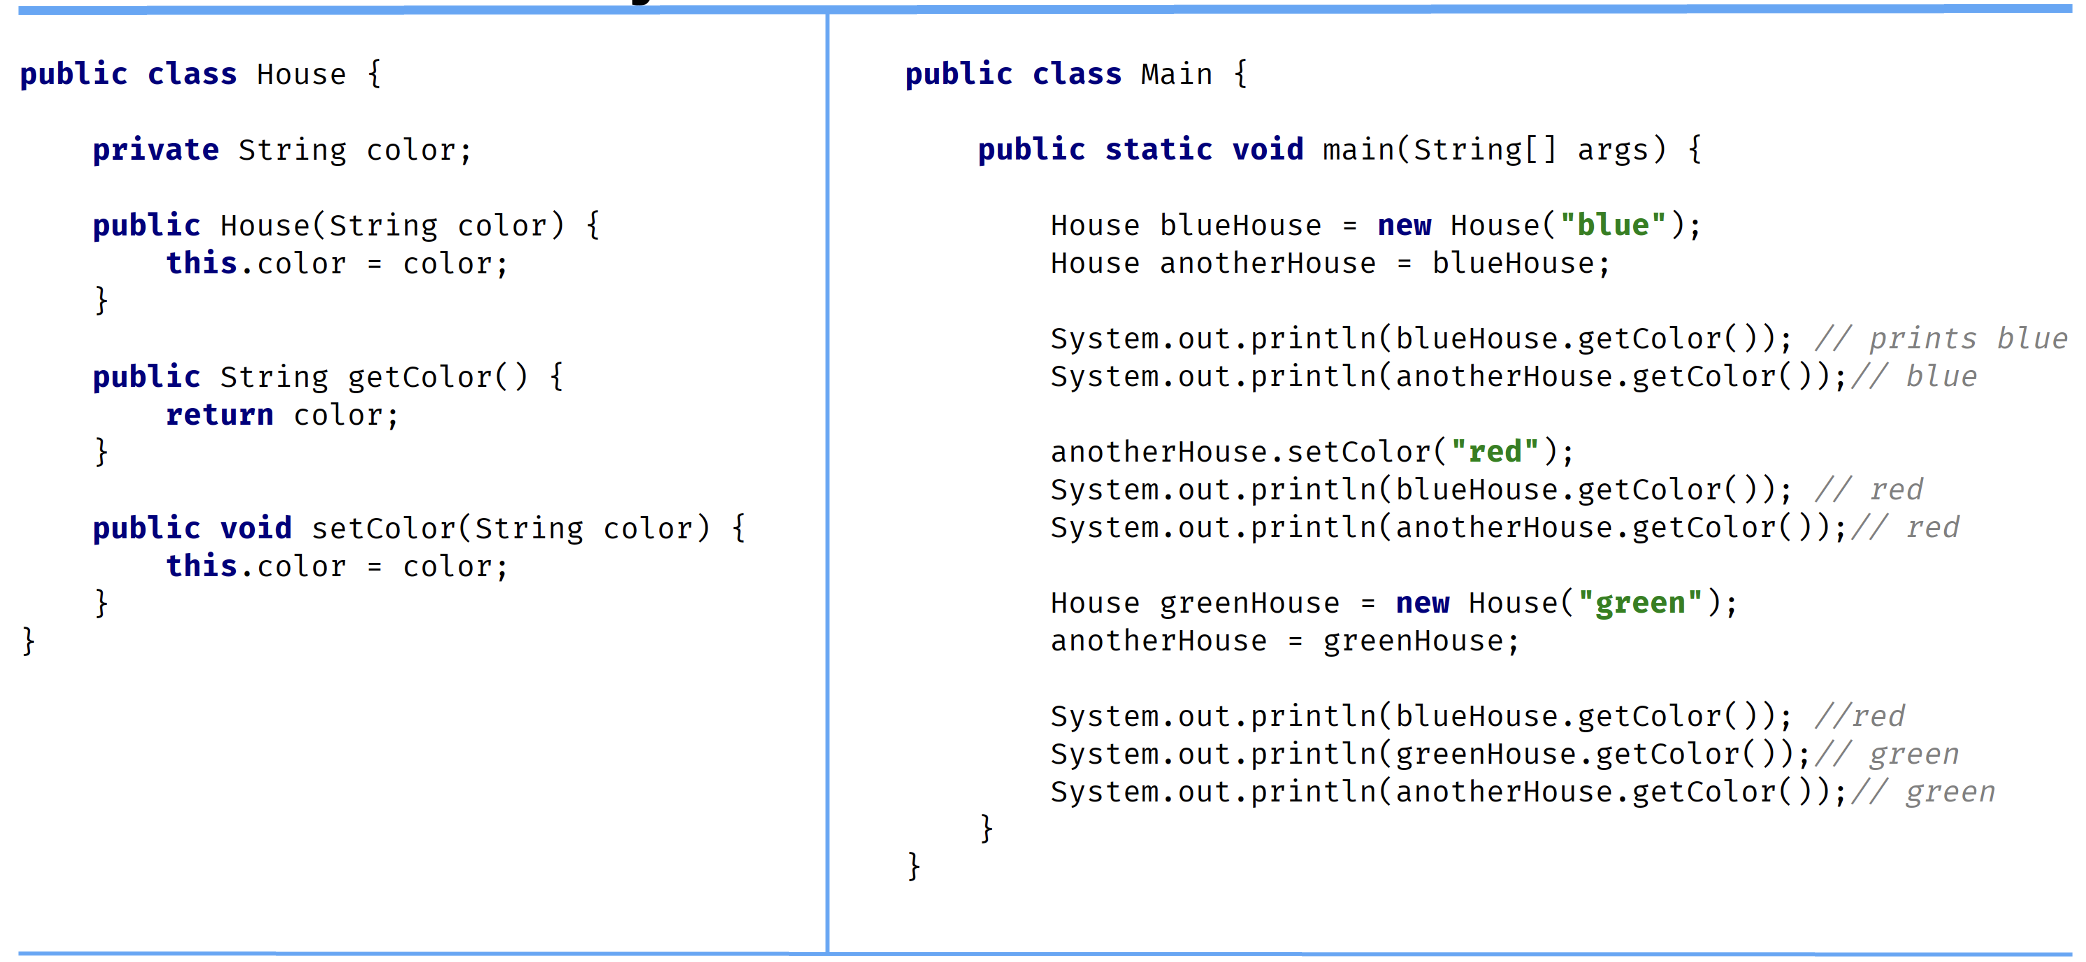 public class House {
private String color;
public House(String color) {
this.color = color;
}
public String getColor() {
return color;
}
public void setColor(String color) {
this.color = color;
}
}
public class Main {
public static void main(String[] args) {
House blueHouse = new House("blue");
House anotherHouse = blueHouse;
System.out.println(blueHouse.getColor()); // prints blue
System.out.println(anotherHouse.getColor());// blue
anotherHouse.setColor("red");
System.out.println(blueHouse.getColor()); // red
System.out.println(anotherHouse.getColor());// red
House greenHouse = new House("green");
anotherHouse = greenHouse;
System.out.println(blueHouse.getColor()); //red
System.out.println(greenHouse.getColor());// green
System.out.println(anotherHouse.getColor());// green
}
}